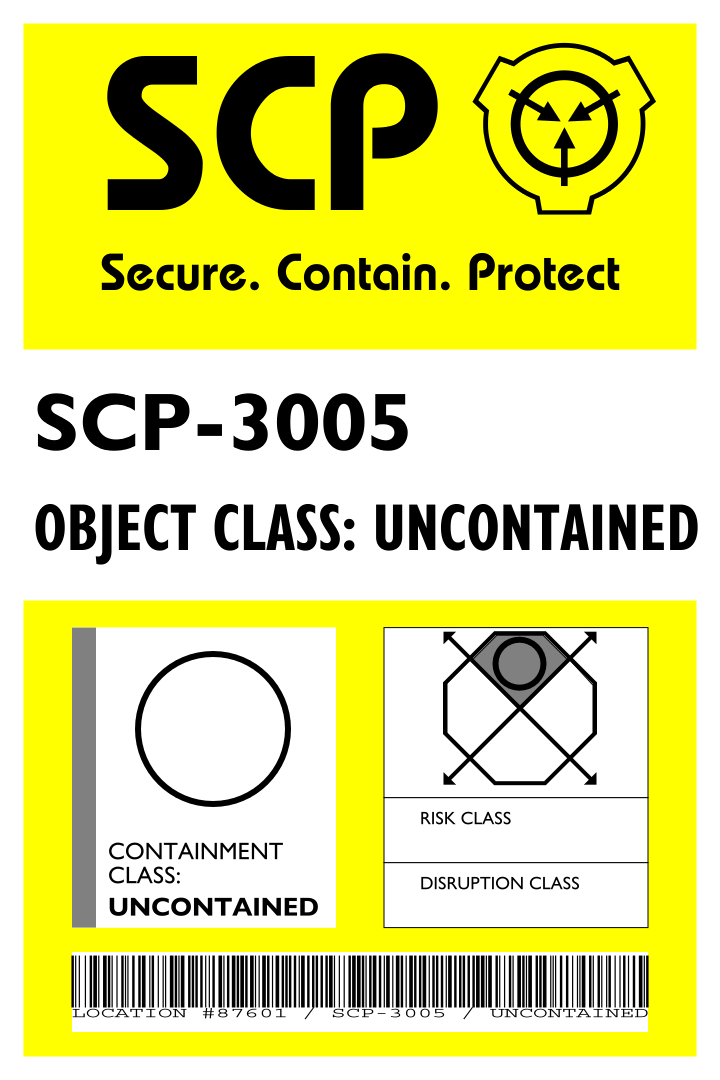 SCP
Secure. Contain. Protect
SCP-3005
OBJECT CLASS: UNCONTAINED
CONTAINMENT
CLASS:
UNCONTAINED
RISK CLASS
DISRUPTION CLASS
LOCATION #87601 / SCP-3005 / UNCONTAINED